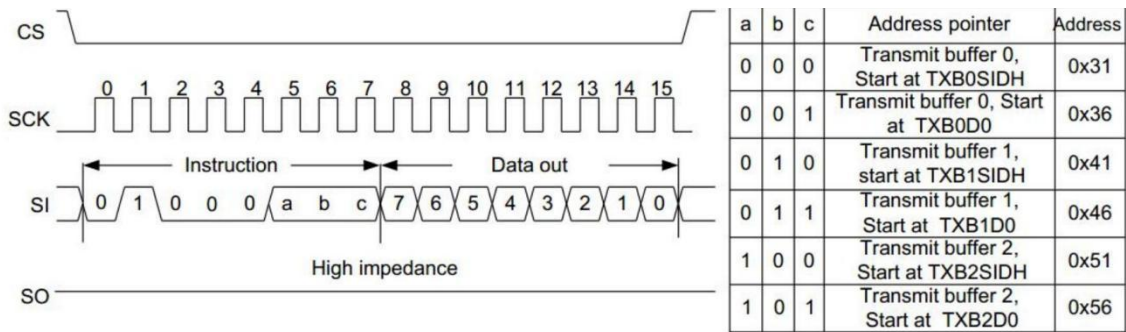 CS
0 1 2 3 4 5 6 7 8 9 10 11 12 13 14 15
SCK
Instruction Data out
SI 0 1 0 0 0 a b c 7 6 5 4 3 2 1 0
High impedance
SO
a b c Address pointer Address
0 0 0 Transmit buffer 0,
Start at TXB0SIDH 0x31
0 0 1 Transmit buffer 0, Start
at TXB0D0 0x36
0 1 0 Transmit buffer 1,
start at TXB1SIDH 0x41
0 1 1 Transmit buffer 1,
Start at TXB1D0 0x46
1 0 0 Transmit buffer 2,
Start at TXB2SIDH 0x51
1 0 1 Transmit buffer 2,
Start at TXB2D0 0x56